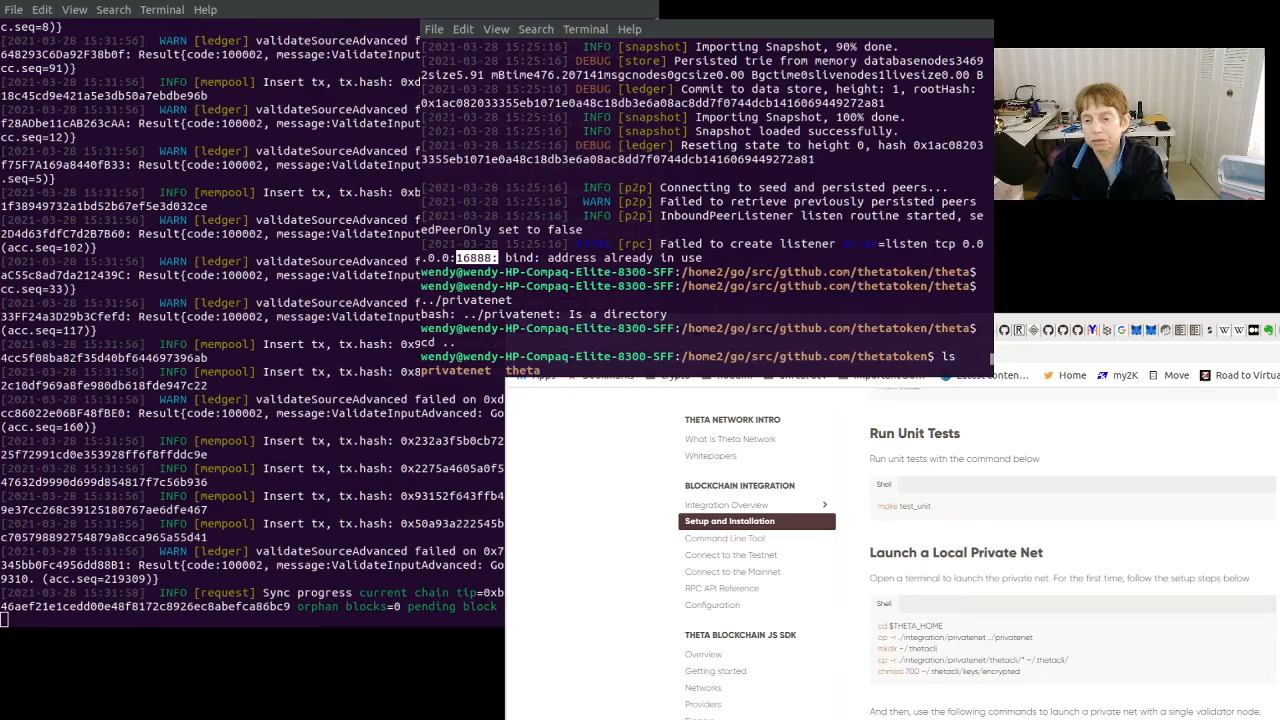 File Edit View Search Terminal Help
c.seq=8)}
[2021-03-28 15:31:56] WARN [ledger] validateSourceAdvanced f
648293C6Da92F38b0f: Result{code:100002, message:ValidateInput
cc.seq=91)}
[2021-03-28 15:31:56] INFO [mempool] Insert tx, tx.hash:
18c45cd9e421a5e3db50a7ebdbe96b
[2021-03-28 15:31:56] WARN [ledger] validateSourceAdvanced f
f28ADbe11cAB263cAA: Result{code:100002, message:ValidateInput
cc.seq=12)}
[2021-03-28 15:31:56] WARN [ledger] validateSourceAdvanced f
f75F7A169a8440fB33: Result{code:100002, message:ValidateInput
.seq=5)}
[2021-03-28 15:31:56] INFO [mempool] Insert tx, tx.hash: 0xb
1f38949732a1bd52b67ef5e3d032ce
[2021-03-28 15:31:56] WARN [ledger] validateSourceAdvanced f
2D4d63fdfC7d2B60Y7: Result{code:100002, message:ValidateInput
(acc.seq=102)}
[2021-03-28 15:31:56] WARN [ledger] validateSourceAdvanced f
ac55c8ad7da212439C: Result{code:100002, message:ValidateInput
(acc.seq=33)}
[2021-03-28 15:31:56] WARN [ledger] validateSourceAdvanced f
33FF24a3D29b3Cfefd: Result{code:100002, message:ValidateInput
(acc.seq=117)}
[2021-03-28 15:31:56] INFO [mempool] Insert tx, tx.hash: 0x9
4cc5f08ba82f35d40bf644697396ab
[2021-03-28 15:31:56] INFO [mempool] Insert tx, tx.hash: 0x8
2c10df969a8fe980db618fde947c22
[2021-03-28 15:31:56] WARN [ledger] validateSourceAdvanced failed on 0xd
cc86022e06BF48fBE0: Result{code:100002, message:ValidateInputAdvanced: Go
(acc.seq=160)}
[2021-03-28 15:31:56] INFO [mempool] Insert tx, tx.hash: 0x232a3f5b0cb72
25f72991cd0e353928ff6f8ffddc9e
[2021-03-28 15:31:56] INFO [mempool] Insert tx, tx.hash: 0x2275a4605a0f5
47632d9990d699d854817f7c56b936
[2021-03-28 15:31:56] INFO [mempool] Insert tx, tx.hash: 0x93152f643ffb4
9e3fcc268c3912518107ae6dfe67
[2021-03-28 15:31:56] INFO [mempool] Insert tx, tx.hash: 0x50a93a222545b
c705798892754879a8ca965a55d41
[2021-03-28 15:31:56] WARN [ledger] validateSourceAdvanced failed on 0x7
Result{code:100002, message:ValidateInputAdvanced: Go
9310. (acc.seq=219309)}
[2021-03-28 15:31:58] INFO [request] Sync progress current chain tip=0xb
46aef21e1cedd00e48f8172c8926ec8abefca86bc9 orphan blocks=0 pending block
File Edit View Search Terminal Help
[2021-03-28 15:25:16] INFO [snapshot] Importing Snapshot, 90% done.
[2021-03-28 15:25:16] DEBUG [store] Persisted trie from memory databasenodes3469
2size5.91 mBtime476.207141msgcnodes0gcsize0.00 Bgctime0slivenodes1livesize0.00 B
[2021-03-28 15:25:16] DEBUG [ledger] Commit to data store, height: 1, rootHash:
0x1ac082033355eb1071e0a48c18db3e6a08ac8dd7f0744dcb1416069449272a81
[2021-03-28 15:25:16] INFO [snapshot] Importing Snapshot, 100% done.
[2021-03-28 15:25:16] INFO [snapshot] Snapshot loaded successfully.
[2021-03-28 15:25:16] DEBUG [ledger] Reseting state to height 0, hash 0x1ac08203
3355eb1071e0a48c18db3e6a08ac8dd7f0744dcb1416069449272a81
[2021-03-28 15:25:16] INFO [p2p] Connecting to seed and persisted peers...
[2021-03-28 15:25:16] WARN [p2p] Failed to retrieve previously persisted peers
[2021-03-28 15:25:16] INFO [p2p] InboundPeerListener listen routine started, se
edPeerOnly set to false
[2021-03-28 15:25:16] FATAL [rpc] Failed to create listener error=listen tcp 0.0
.0.0:16888: bind: address already in use
wendy@wendy-HP-Compaq-Elite-8300-SFF:/home2/go/src/github.com/thetatoken/theta$
wendy@wendy-HP-Compaq-Elite-8300-SFF:/home2/go/src/github.com/thetatoken/theta$
../privatenet
bash: ../privatenet: Is a directory
wendy@wendy-HP-Compaq-Elite-8300-SFF:/home2/go/src/github.com/thetatoken/theta$
cd ..
wendy@wendy-HP-Compaq-Elite-8300-SFF:/home2/go/src/github.com/thetatoken$ ls
privatenet theta
Home my2K Move Road to Virtua
THETA NETWORK INTRO
What is Theta Network
Whitepapers
BLOCKCHAIN INTEGRATION
Integration Overview
Setup and Installation
Command Line Tool
Connect to the Testnet
Connect to the Mainnet
RPC API Reference
Configuration
THETA BLOCKCHAIN JS SDK
Overview
Getting started
Networks
Providers
Run Unit Tests
Run unit tests with the command below
Shell
make test_unit
Launch a Local Private Net
Open a terminal to launch the private net. For the first time, follow the setup steps below.
Shell
cd $THETA_HOME
cp -r ./integration/privatenet ../privatenet
mkdir ~/.thetacli
cp -r ./integration/privatenet/thetacli/* ~/.thetacli/
chmod 700 ~/.thetacli/keys/encrypted
And then, use the following commands to launch a private net with a single validator node.